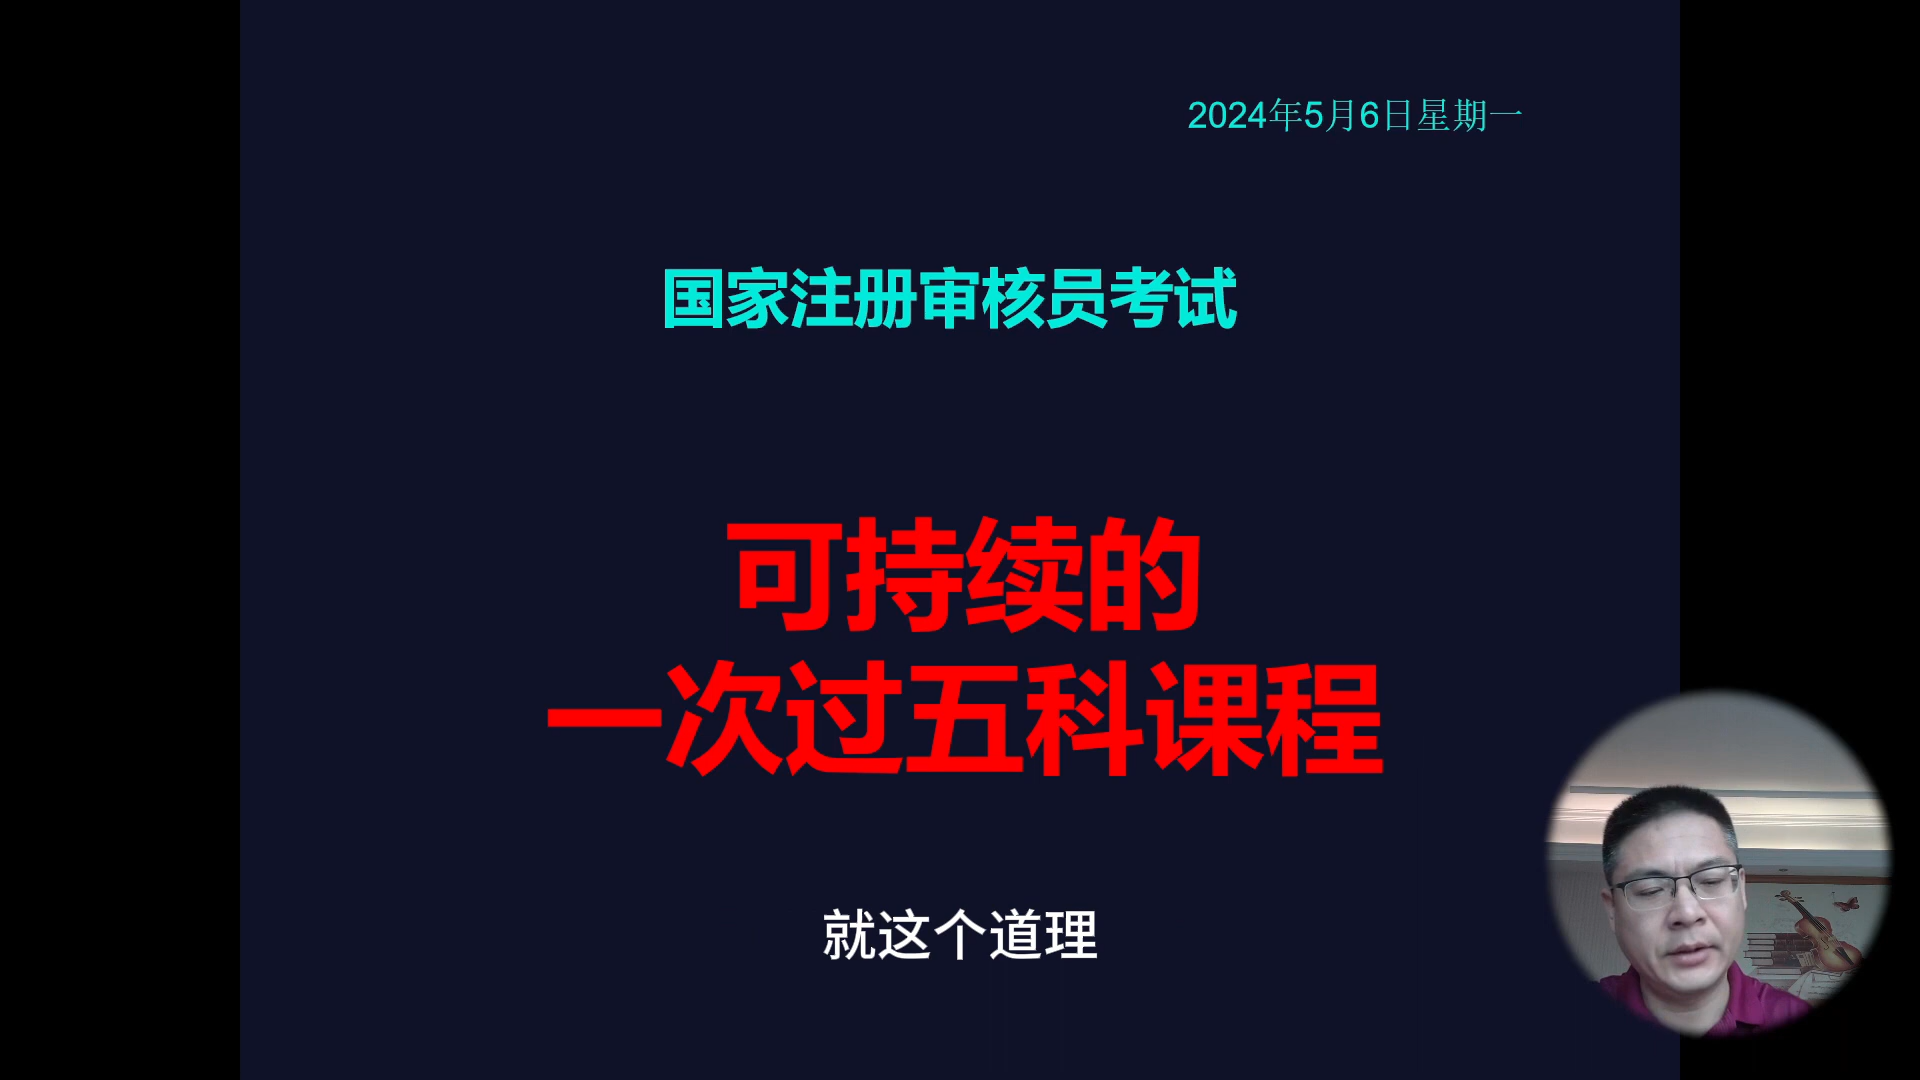 2024年5月6日星期一
国家注册审核员考试
可持续的
一次过五科课程
就这个道理